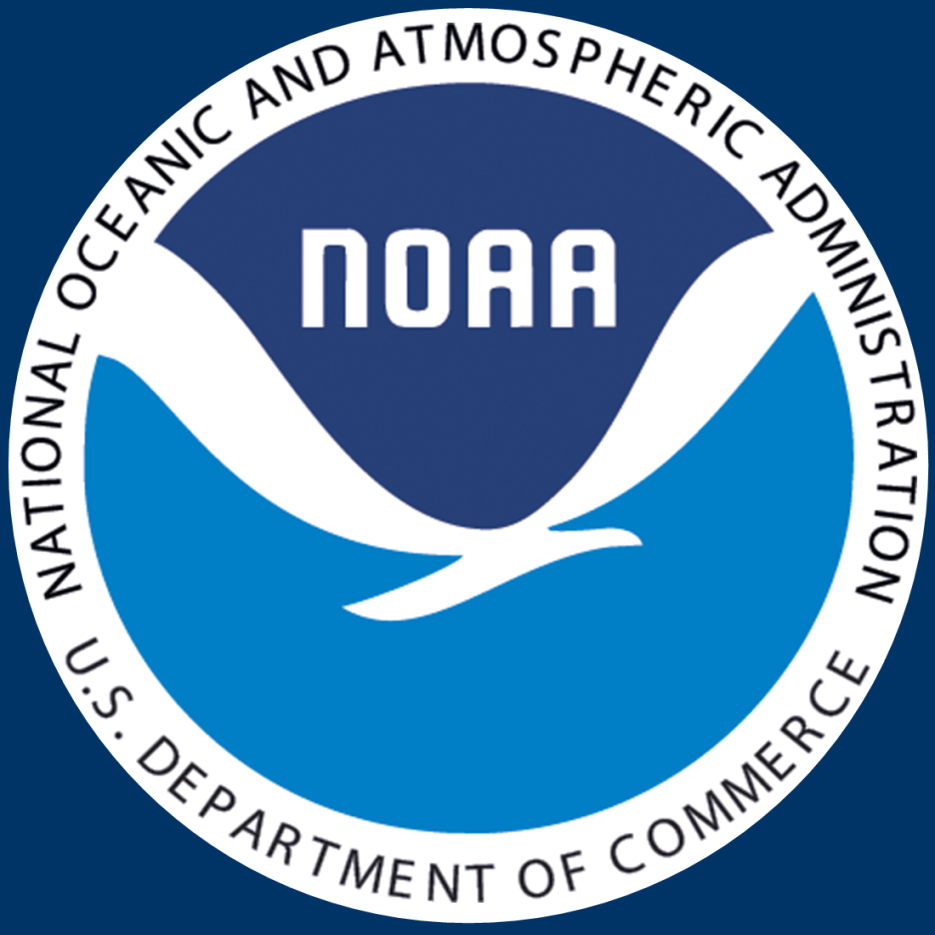 NATIONAL OCEANIC AND ATMOSPHERIC ADMINISTRATION
NOAA
U.S. DEPARTMENT OF COMMERCE